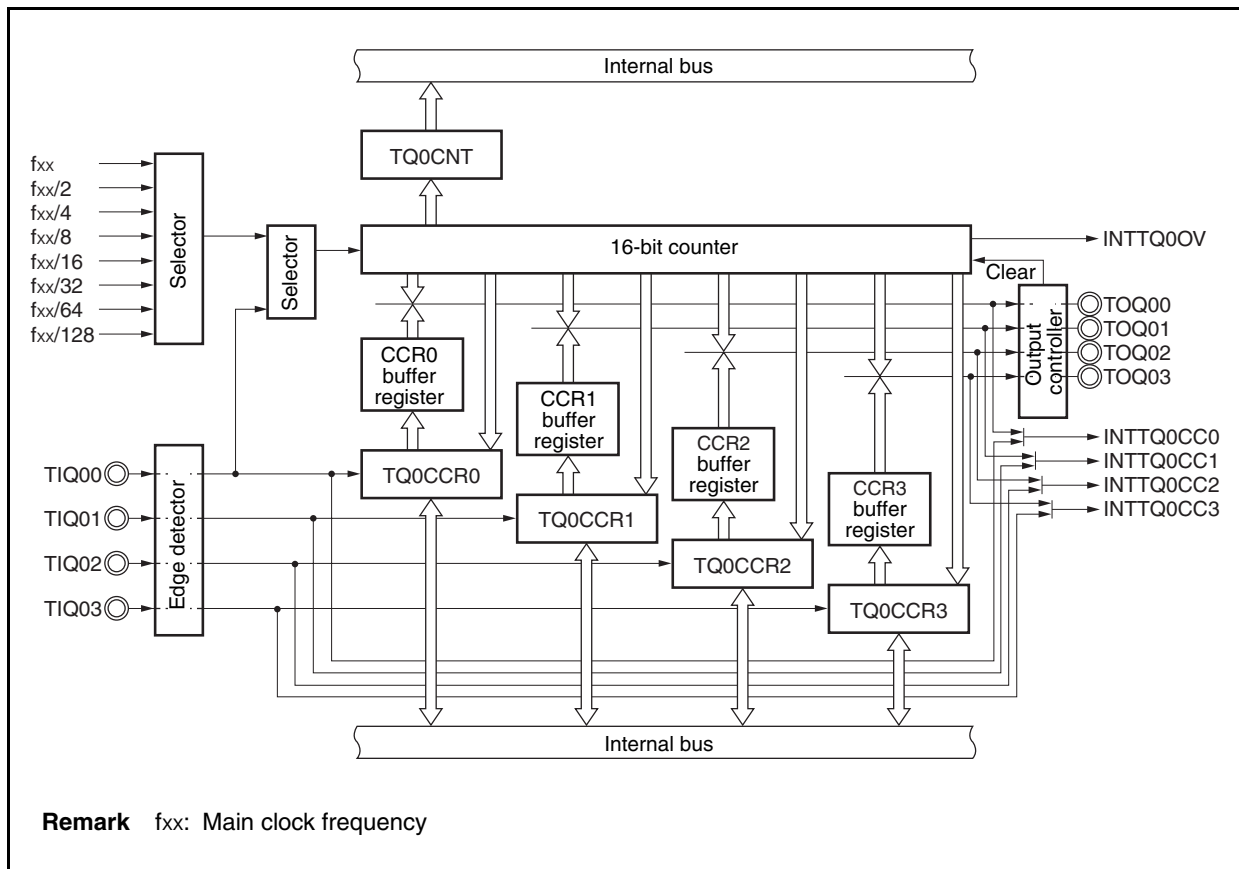 Internal bus
TQ0CNT
fxx
fxx/2
fxx/4
fxx/8
fxx/16
fxx/32
fxx/64
fxx/128
Selector
Selector
16-bit counter
INTTQ0OV
Clear
Output
controller
TOQ00
TOQ01
TOQ02
TOQ03
CCR0
buffer
register
CCR1
buffer
register
CCR2
buffer
register
CCR3
buffer
register
INTTQ0CC0
INTTQ0CC1
INTTQ0CC2
INTTQ0CC3
TIQ00
TIQ01
TIQ02
TIQ03
Edge detector
TQ0CCR0
TQ0CCR1
TQ0CCR2
TQ0CCR3
Internal bus
Remark fxx: Main clock frequency